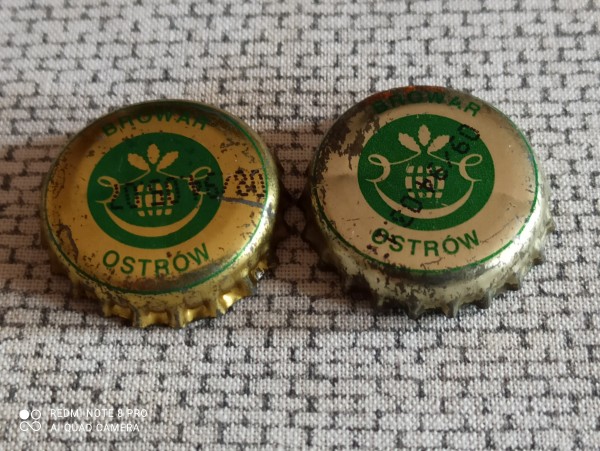 BROWAR
OSTRÓW
BROWAR
OSTRÓW
REDMI NOTE 8 PRO
AI QUAD CAMERA